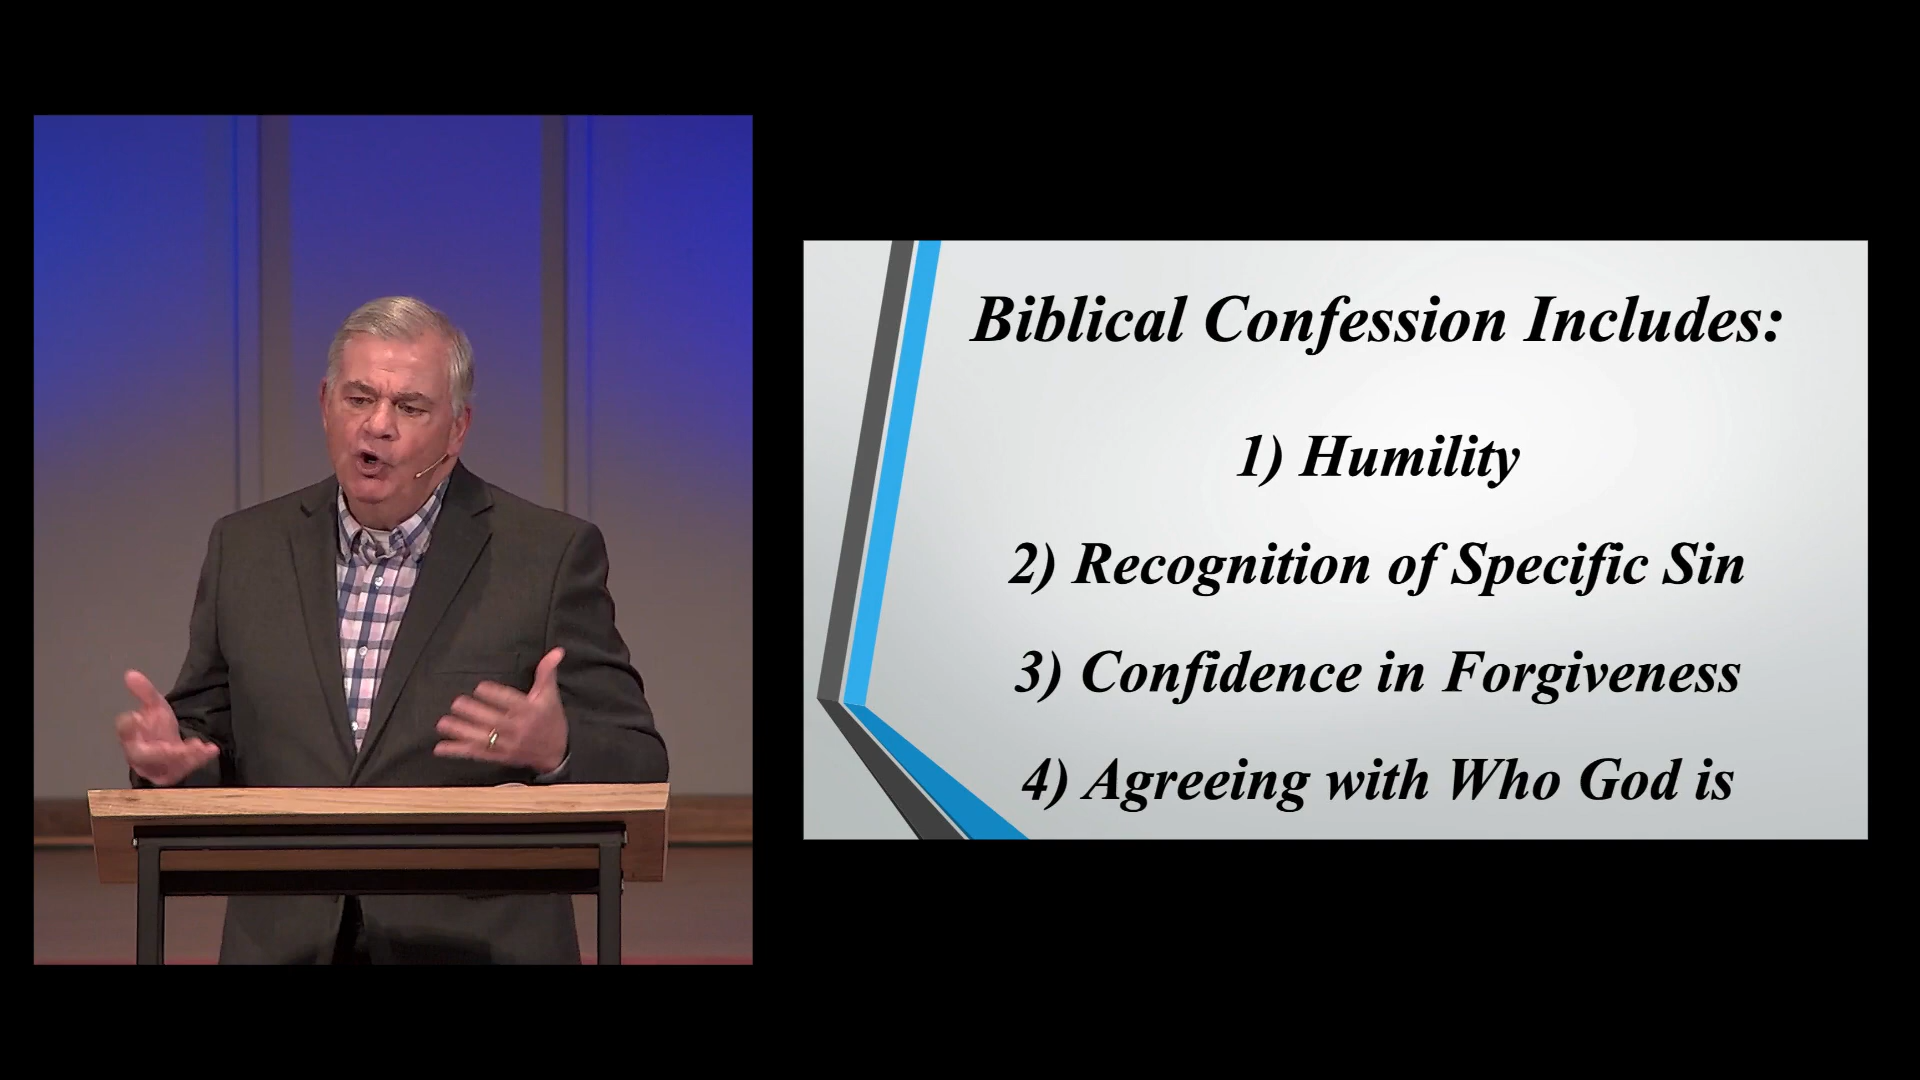 Biblical Confession Includes:
1) Humility
2) Recognition of Specific Sin
3) Confidence in Forgiveness
4) Agreeing with Who God is